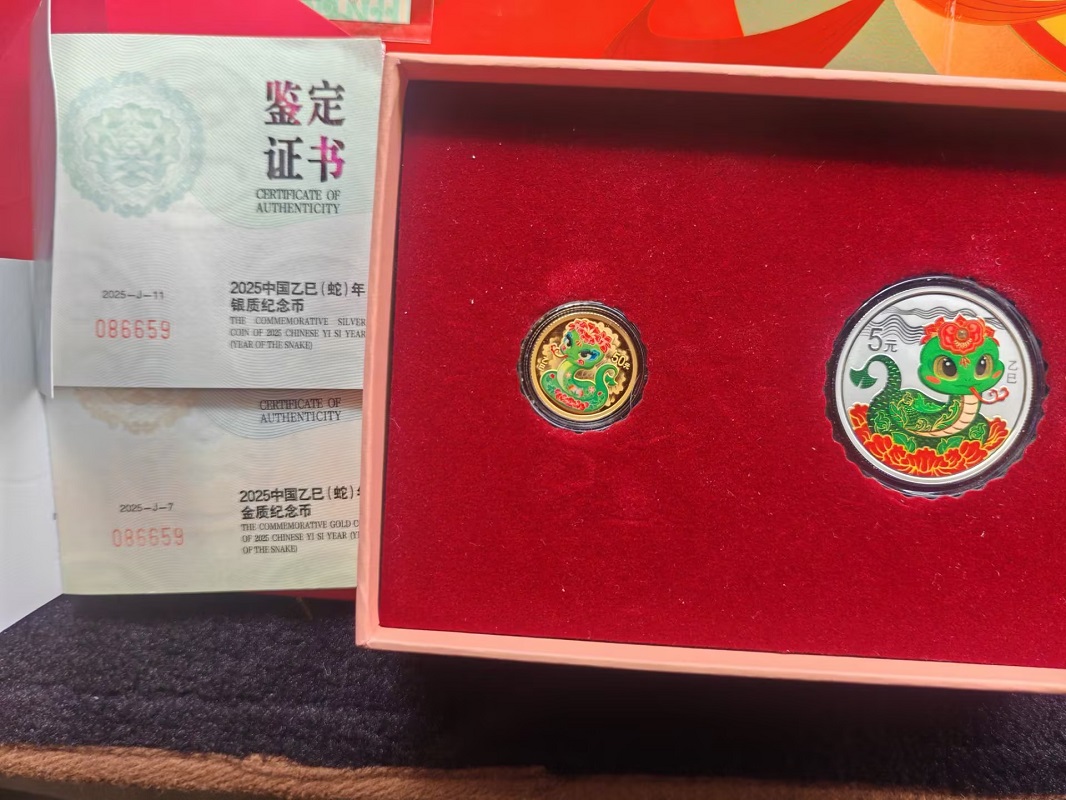 鉴定
证书
CERTIFICATE OF
AUTHENTICITY
2025-J-11
086659
2025中国乙巳(蛇)年
银质纪念币
THE COMMEMORATIVE SILVER
COIN OF 2025 CHINESE YI SI YEAR
(YEAR OF THE SNAKE)
CERTIFICATE OF
AUTHENTICITY
2025-J-7
086659
2025中国乙巳(蛇)
金质纪念币
THE COMMEMORATIVE GOLD
OF 2025 CHINESE YI SI YEAR
OF THE SNAKE)
50元
5元
乙巳